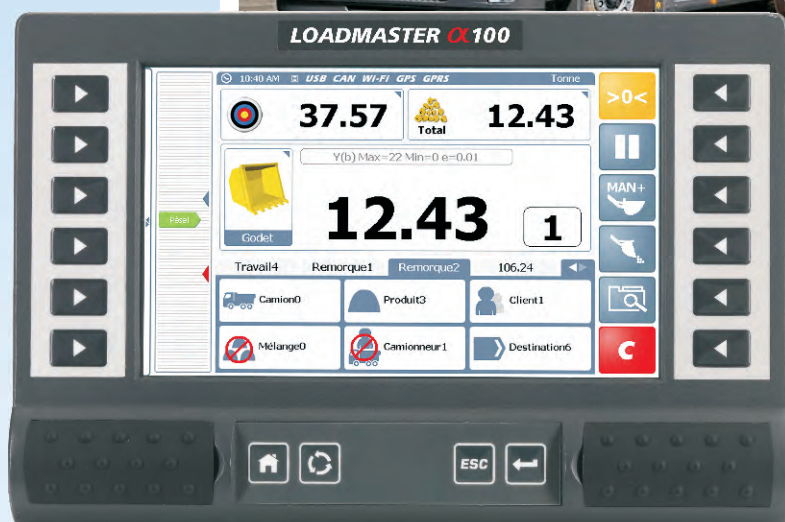 LOADMASTER α100
10:40 AM USB CAN WI-FI GPS GPRS Tonne
37.57
Total 12.43
>0<
Y(b) Max=22 Min=0 e=0.01
Godet
12.43
1
MAN+
Pésel
Travail4 Remorque1 Remorque2 106.24
Camion0 Produit3 Client1
Mélange0 Camionneur1 Destination6
C
ESC